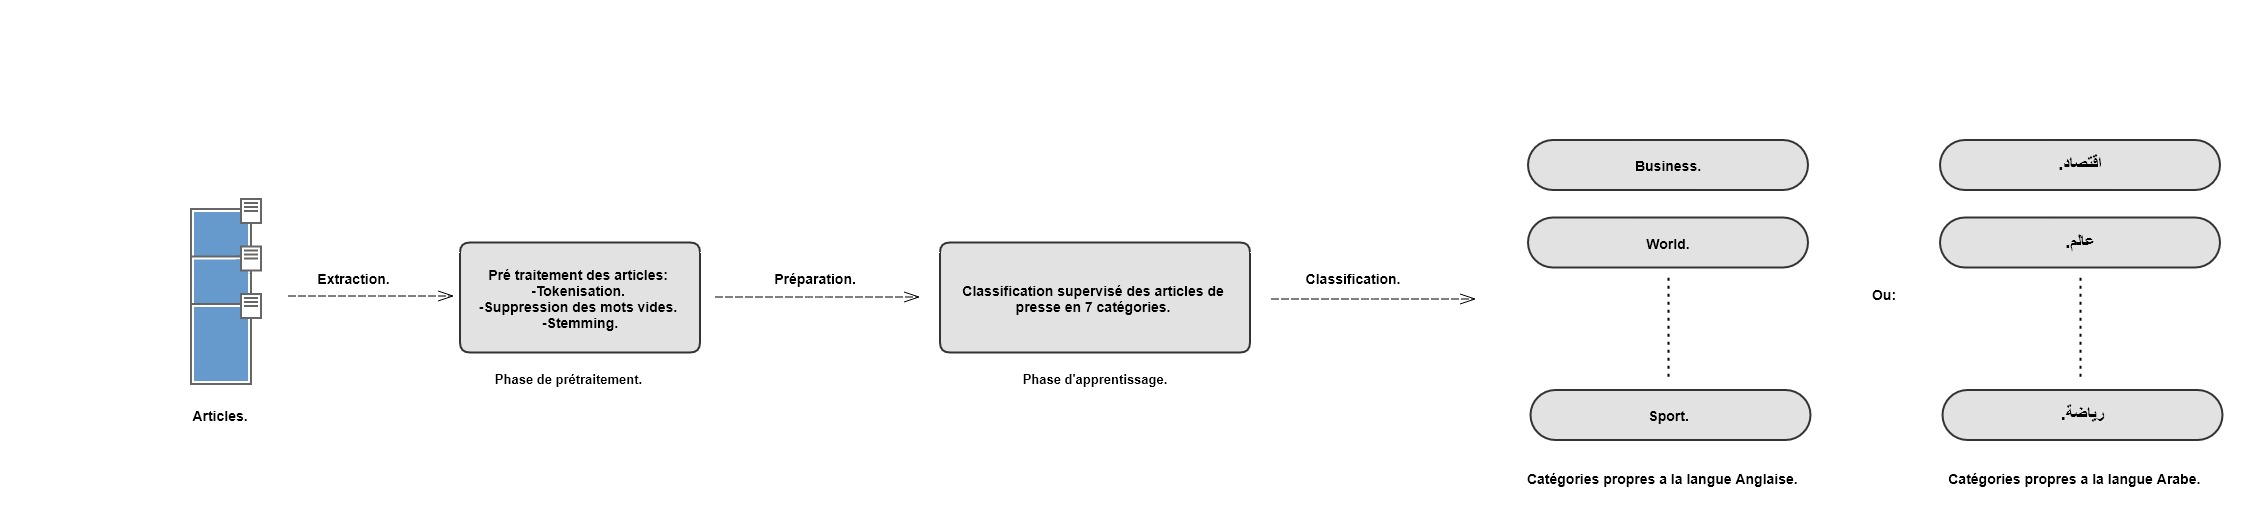 Articles.
Extraction.
Pré traitement des articles:
-Tokenisation.
-Suppression des mots vides.
-Stemming.
Phase de prétraitement.
Préparation.
Classification supervisé des articles de
presse en 7 catégories.
Phase d'apprentissage.
Classification.
Business.
World.
Sport.
Catégories propres a la langue Anglaise.
Ou:
اقتصاد.
عالم.
رياضة.
Catégories propres a la langue Arabe.